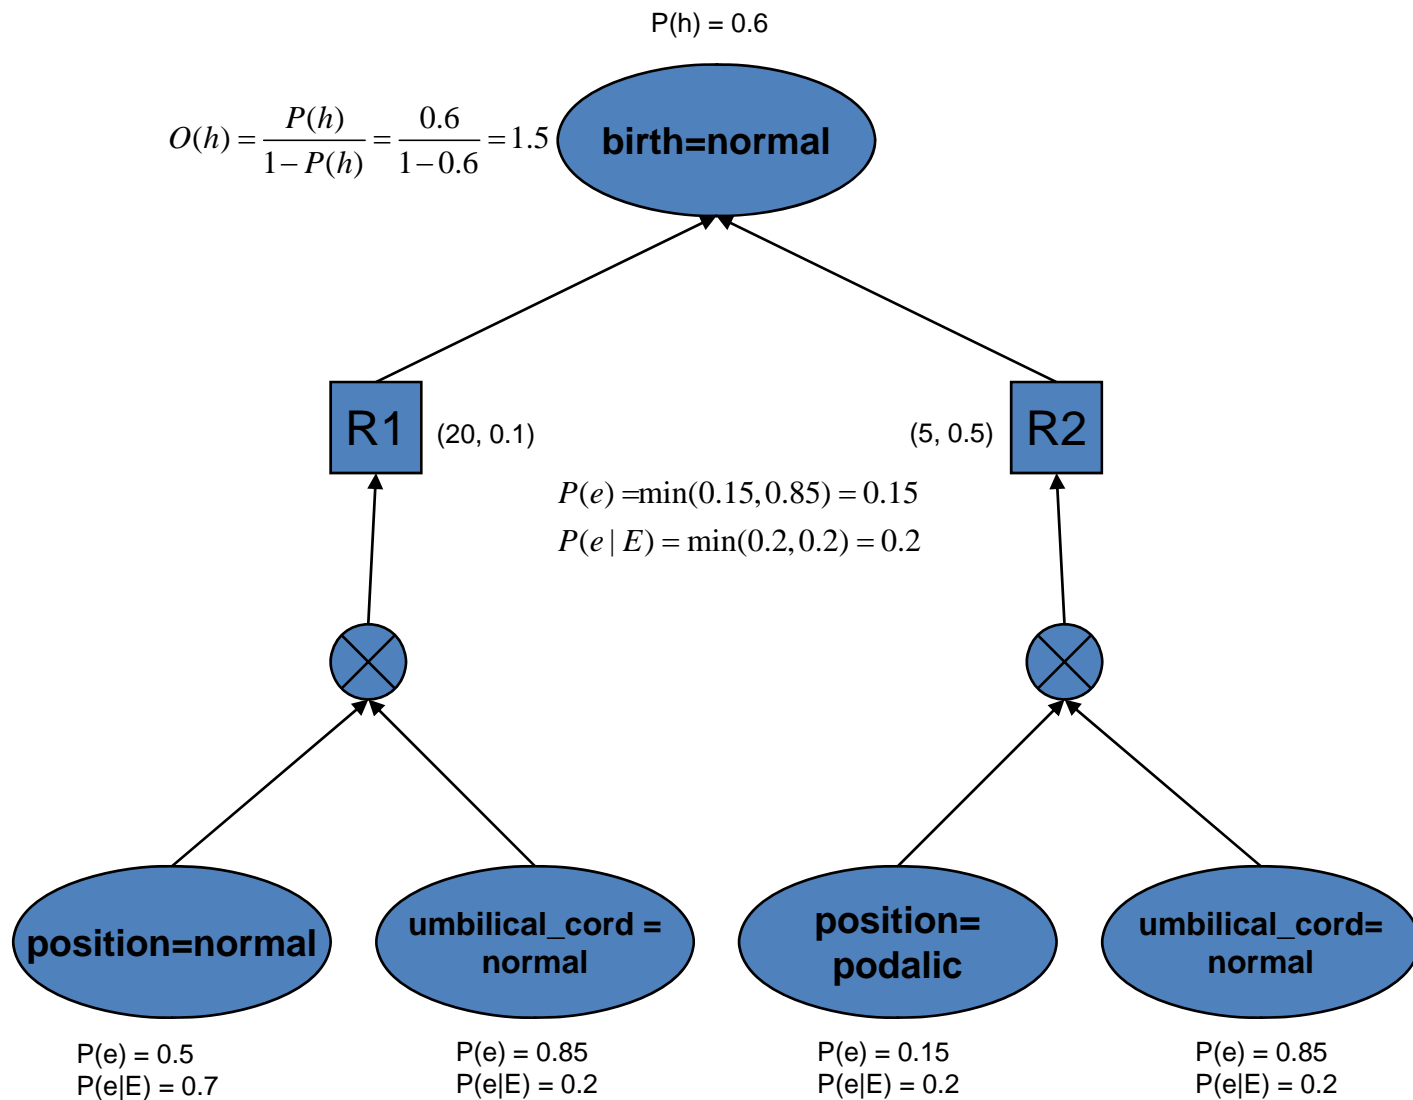 P(h) = 0.6
O(h) = P(h) / (1 − P(h)) = 0.6 / (1 − 0.6) = 1.5
birth=normal
R1
(20, 0.1)
(5, 0.5)
R2
P(e) =min(0.15,0.85) = 0.15
P(e | E) = min(0.2,0.2) = 0.2
position=normal
umbilical_cord =
normal
position=
podalic
umbilical_cord=
normal
P(e) = 0.5
P(e|E) = 0.7
P(e) = 0.85
P(e|E) = 0.2
P(e) = 0.15
P(e|E) = 0.2
P(e) = 0.85
P(e|E) = 0.2